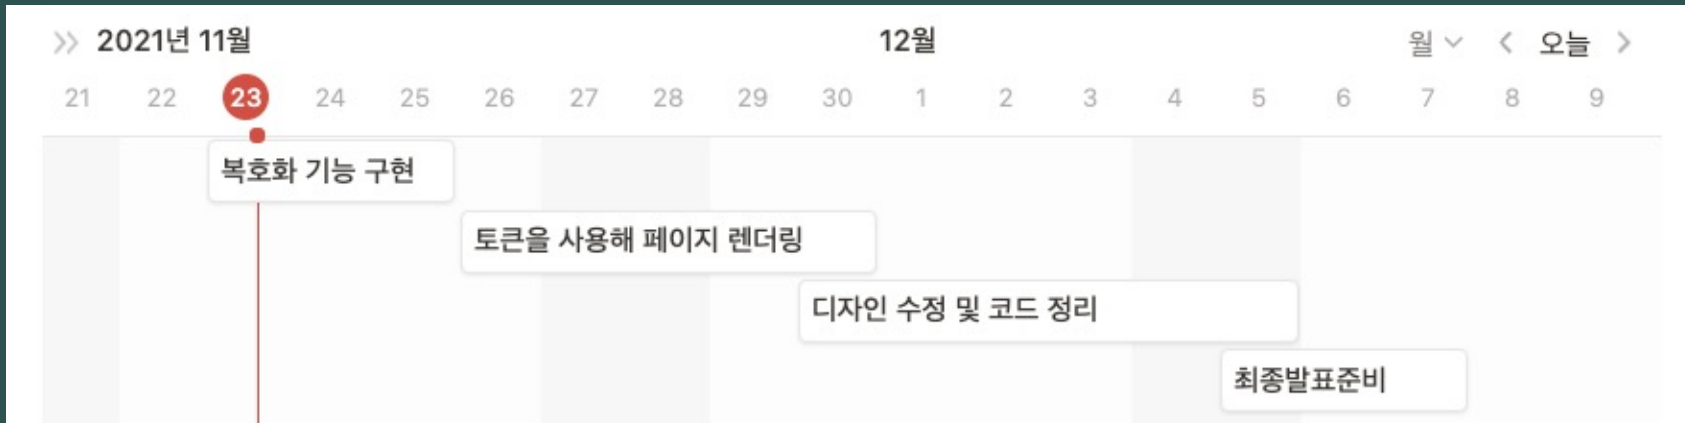 2021년 11월 12월 월 오늘
21 22 23 24 25 26 27 28 29 30 1 2 3 4 5 6 7 8 9
복호화 기능 구현
토큰을 사용해 페이지 렌더링
디자인 수정 및 코드 정리
최종발표준비